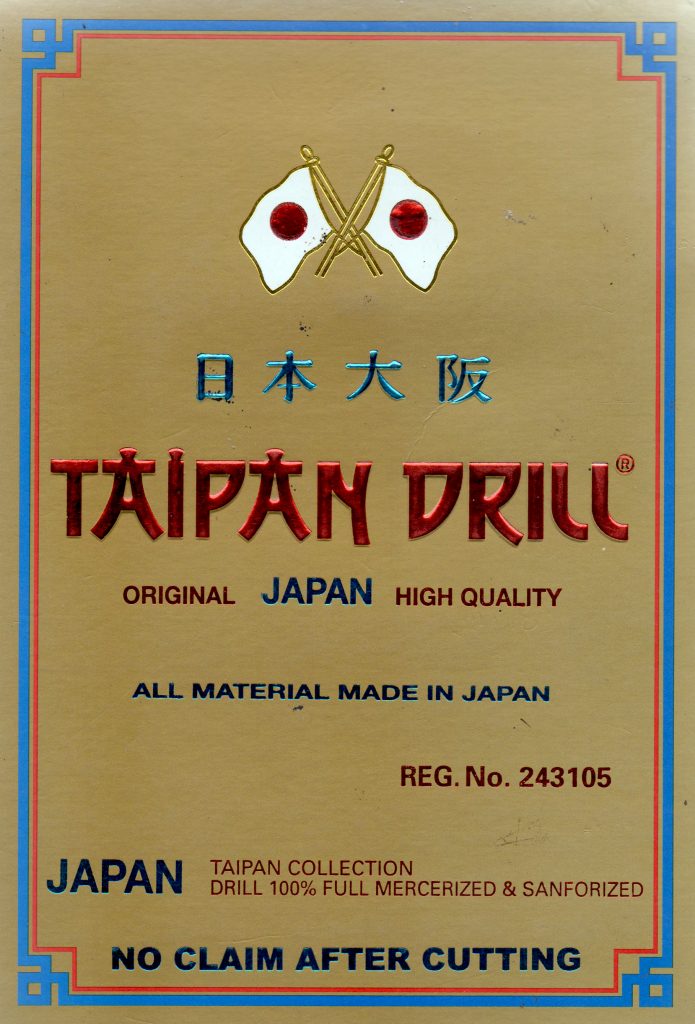 日本大阪
TAIPAN DRILL®
ORIGINAL JAPAN HIGH QUALITY
ALL MATERIAL MADE IN JAPAN
REG. No. 243105
JAPAN
TAIPAN COLLECTION
DRILL 100% FULL MERCERIZED & SANFORIZED
NO CLAIM AFTER CUTTING